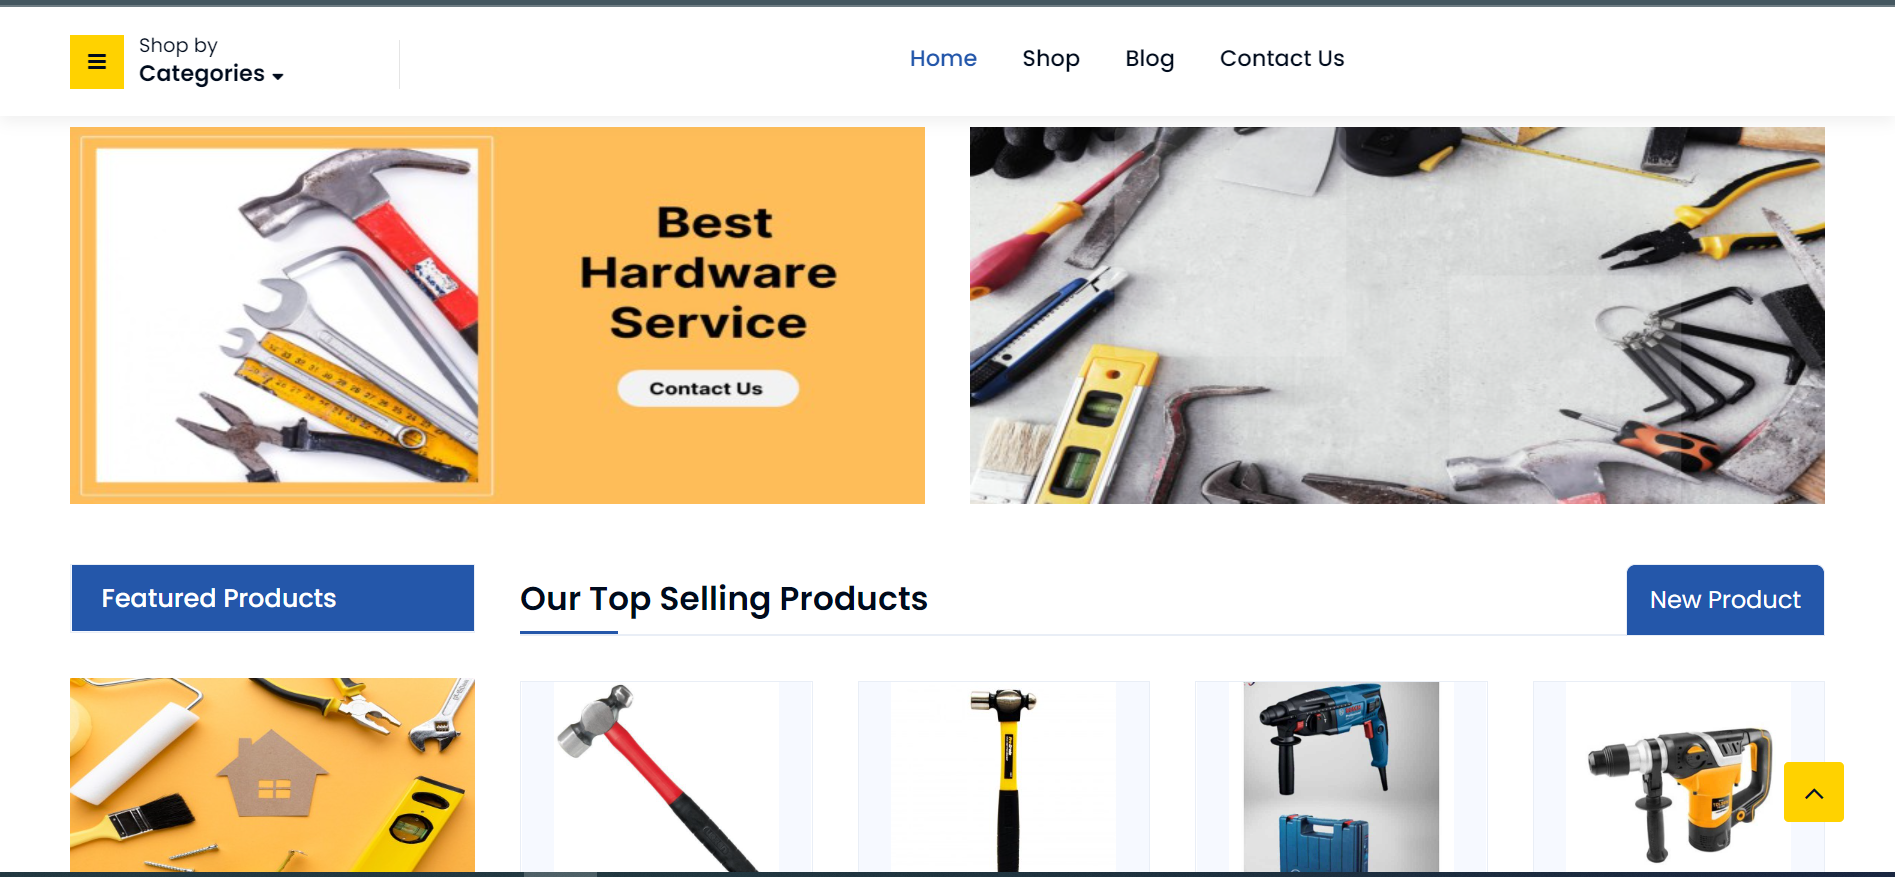 Shop by
Categories
Home
Shop
Blog
Contact Us
Best
Hardware
Service
Contact Us
Featured Products
Our Top Selling Products
New Product